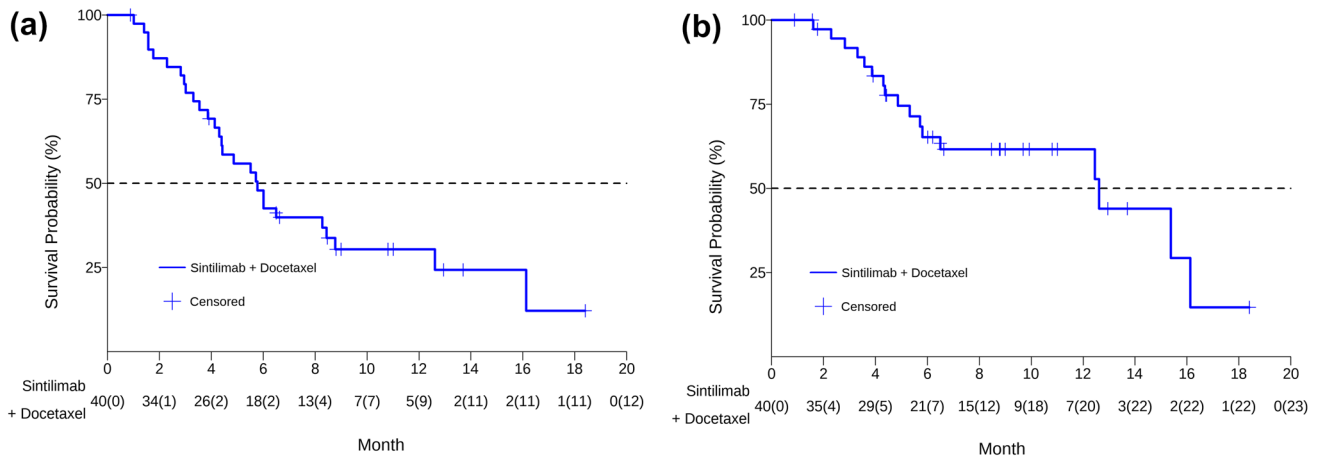 (a)
100
75
50
25
Survival Probability (%)
Sintilimab + Docetaxel
Censored
0 2 4 6 8 10 12 14 16 18 20
Sintilimab
+ Docetaxel
40(0) 34(1) 26(2) 18(2) 13(4) 7(7) 5(9) 2(11) 2(11) 1(11) 0(12)
Month
(b)
100
75
50
25
Survival Probability (%)
Sintilimab + Docetaxel
Censored
0 2 4 6 8 10 12 14 16 18 20
Sintilimab
+ Docetaxel
40(0) 35(4) 29(5) 21(7) 15(12) 9(18) 7(20) 3(22) 2(22) 1(22) 0(23)
Month